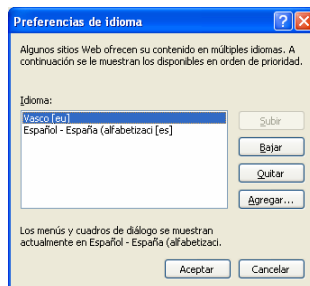 Preferencias de idioma
Algunos sitios Web ofrecen su contenido en múltiples idiomas. A
continuación se le muestran los disponibles en orden de prioridad.
Idioma:
Vasco [eu]
Español - España (alfabetizaci [es]
Subir
Bajar
Quitar
Agregar...
Los menús y cuadros de diálogo se muestran
actualmente en Español - España (alfabetizaci.
Aceptar
Cancelar